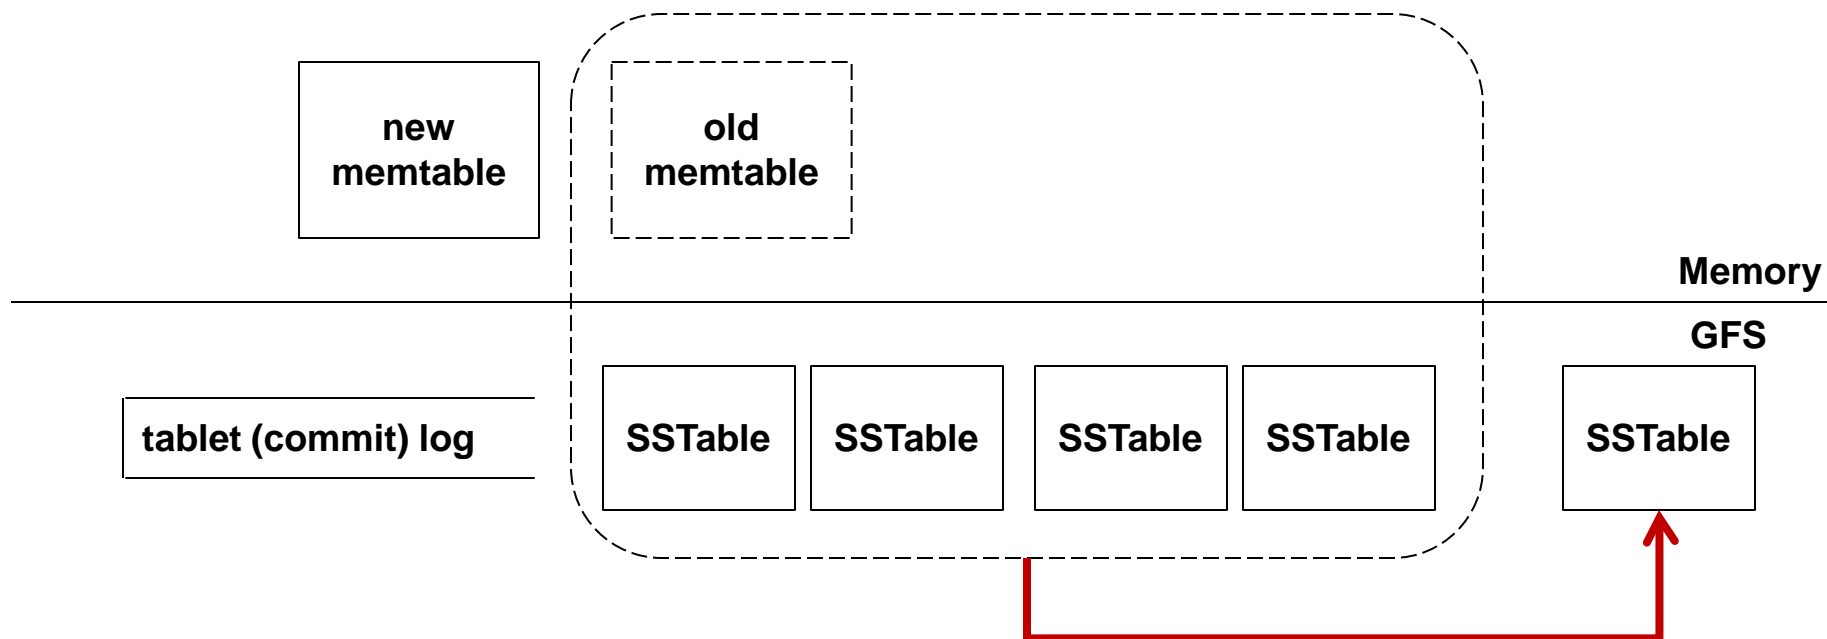 new
memtable
old
memtable
Memory
GFS
tablet (commit) log
SSTable
SSTable
SSTable
SSTable
SSTable